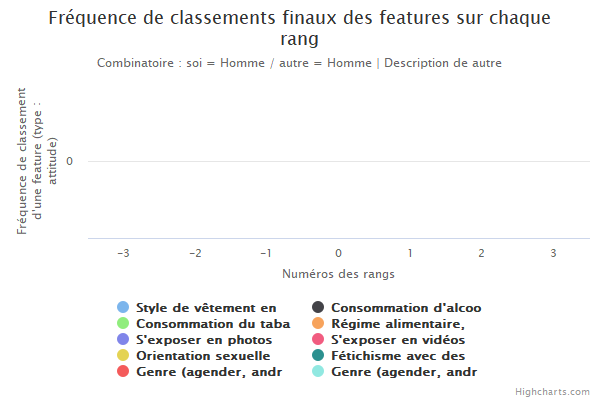 Fréquence de classements finaux des features sur chaque
rang
Combinatoire : soi = Homme / autre = Homme | Description de autre
Fréquence de classement
d'une feature (type :
attitude)
0
-3 -2 -1 0 1 2 3
Numéros des rangs
Style de vêtement en
Consommation d'alcoo
Consommation du taba
Régime alimentaire,
S'exposer en photos
S'exposer en vidéos
Orientation sexuelle
Fétichisme avec des
Genre (agender, andr
Genre (agender, andr
Highcharts.com